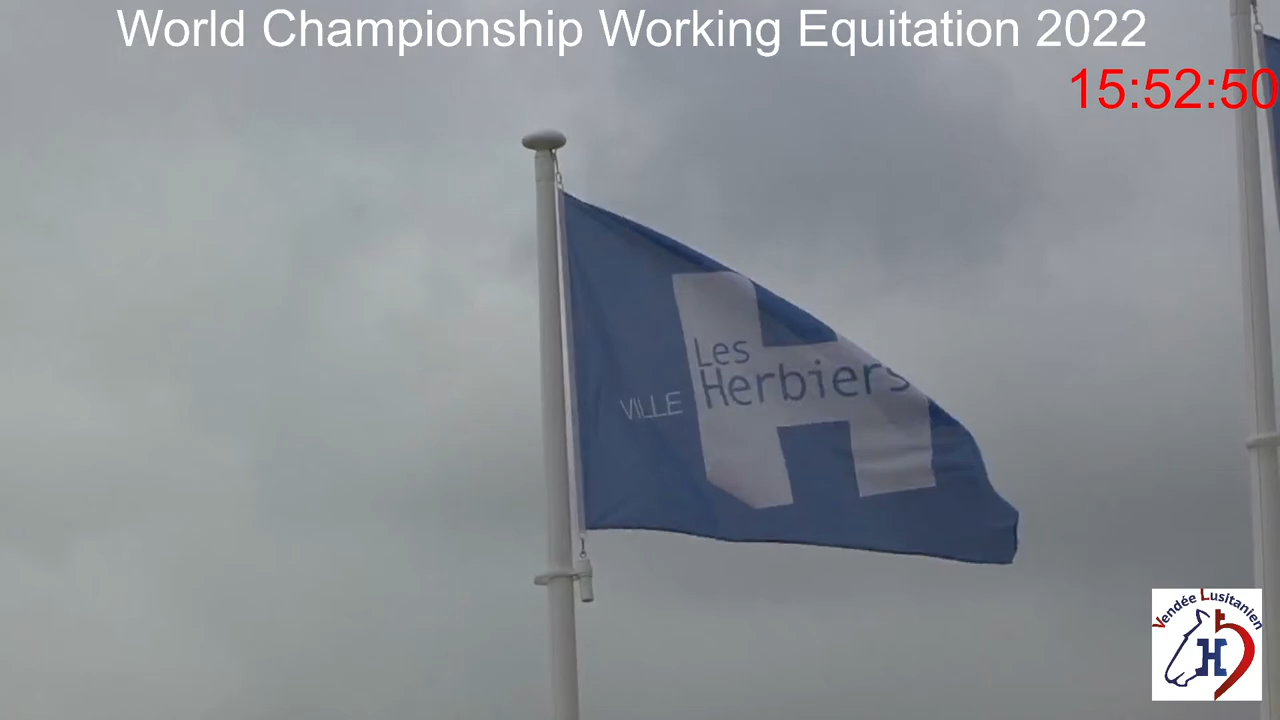 World Championship Working Equitation 2022
15:52:50
Les
Herbiers
VILLE
Vendée Lusitanien
H